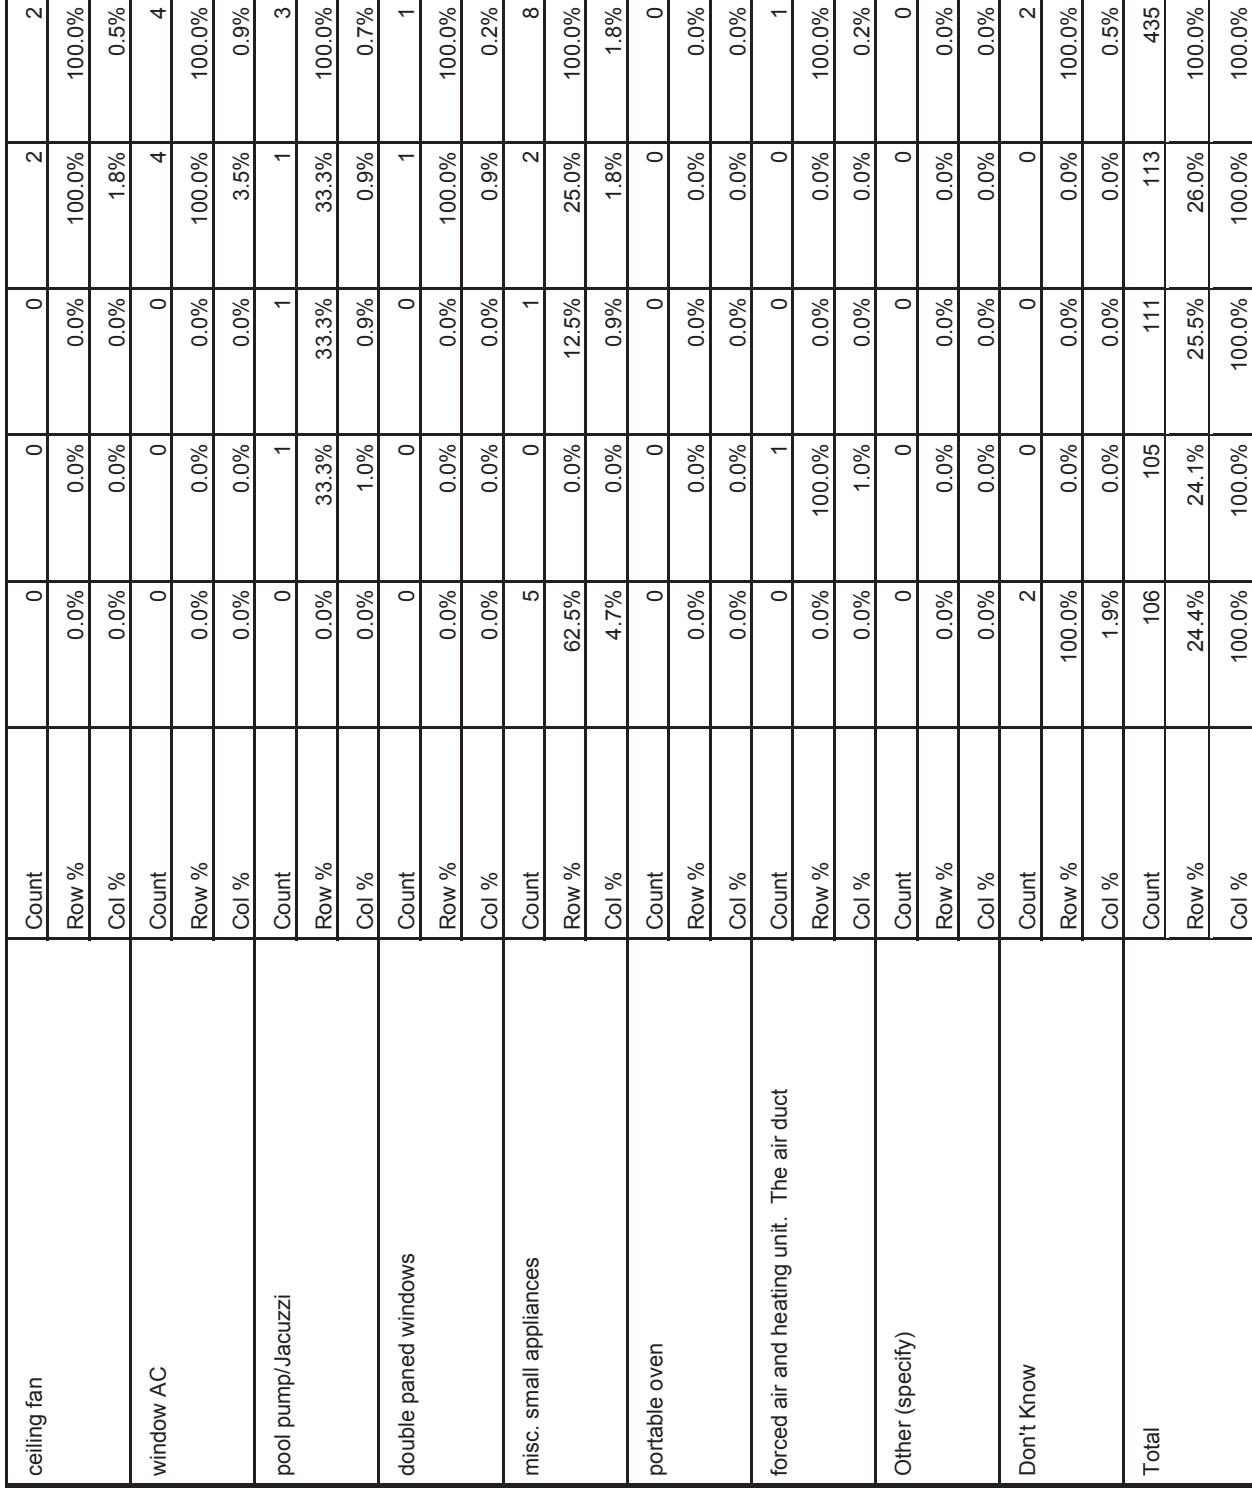 ceiling fan Count 0 0 0 2 2
Row % 0.0% 0.0% 0.0% 100.0% 100.0%
Col % 0.0% 0.0% 0.0% 1.8% 0.5%
window AC Count 0 0 0 4 4
Row % 0.0% 0.0% 0.0% 100.0% 100.0%
Col % 0.0% 0.0% 0.0% 3.5% 0.9%
pool pump/Jacuzzi Count 0 1 1 1 3
Row % 0.0% 33.3% 33.3% 33.3% 100.0%
Col % 0.0% 1.0% 0.9% 0.9% 0.7%
double paned windows Count 0 0 0 1 1
Row % 0.0% 0.0% 0.0% 100.0% 100.0%
Col % 0.0% 0.0% 0.0% 0.9% 0.2%
misc. small appliances Count 5 0 1 2 8
Row % 62.5% 0.0% 12.5% 25.0% 100.0%
Col % 4.7% 0.0% 0.9% 1.8% 1.8%
portable oven Count 0 0 0 0 0
Row % 0.0% 0.0% 0.0% 0.0% 0.0%
Col % 0.0% 0.0% 0.0% 0.0% 0.0%
forced air and heating unit. The air duct Count 0 1 0 0 1
Row % 0.0% 100.0% 0.0% 0.0% 100.0%
Col % 0.0% 1.0% 0.0% 0.0% 0.2%
Other (specify) Count 0 0 0 0 0
Row % 0.0% 0.0% 0.0% 0.0% 0.0%
Col % 0.0% 0.0% 0.0% 0.0% 0.0%
Don't Know Count 2 0 0 0 2
Row % 100.0% 0.0% 0.0% 0.0% 100.0%
Col % 1.9% 0.0% 0.0% 0.0% 0.5%
Total Count 106 105 111 113 435
Row % 24.4% 24.1% 25.5% 26.0% 100.0%
Col % 100.0% 100.0% 100.0% 100.0% 100.0%